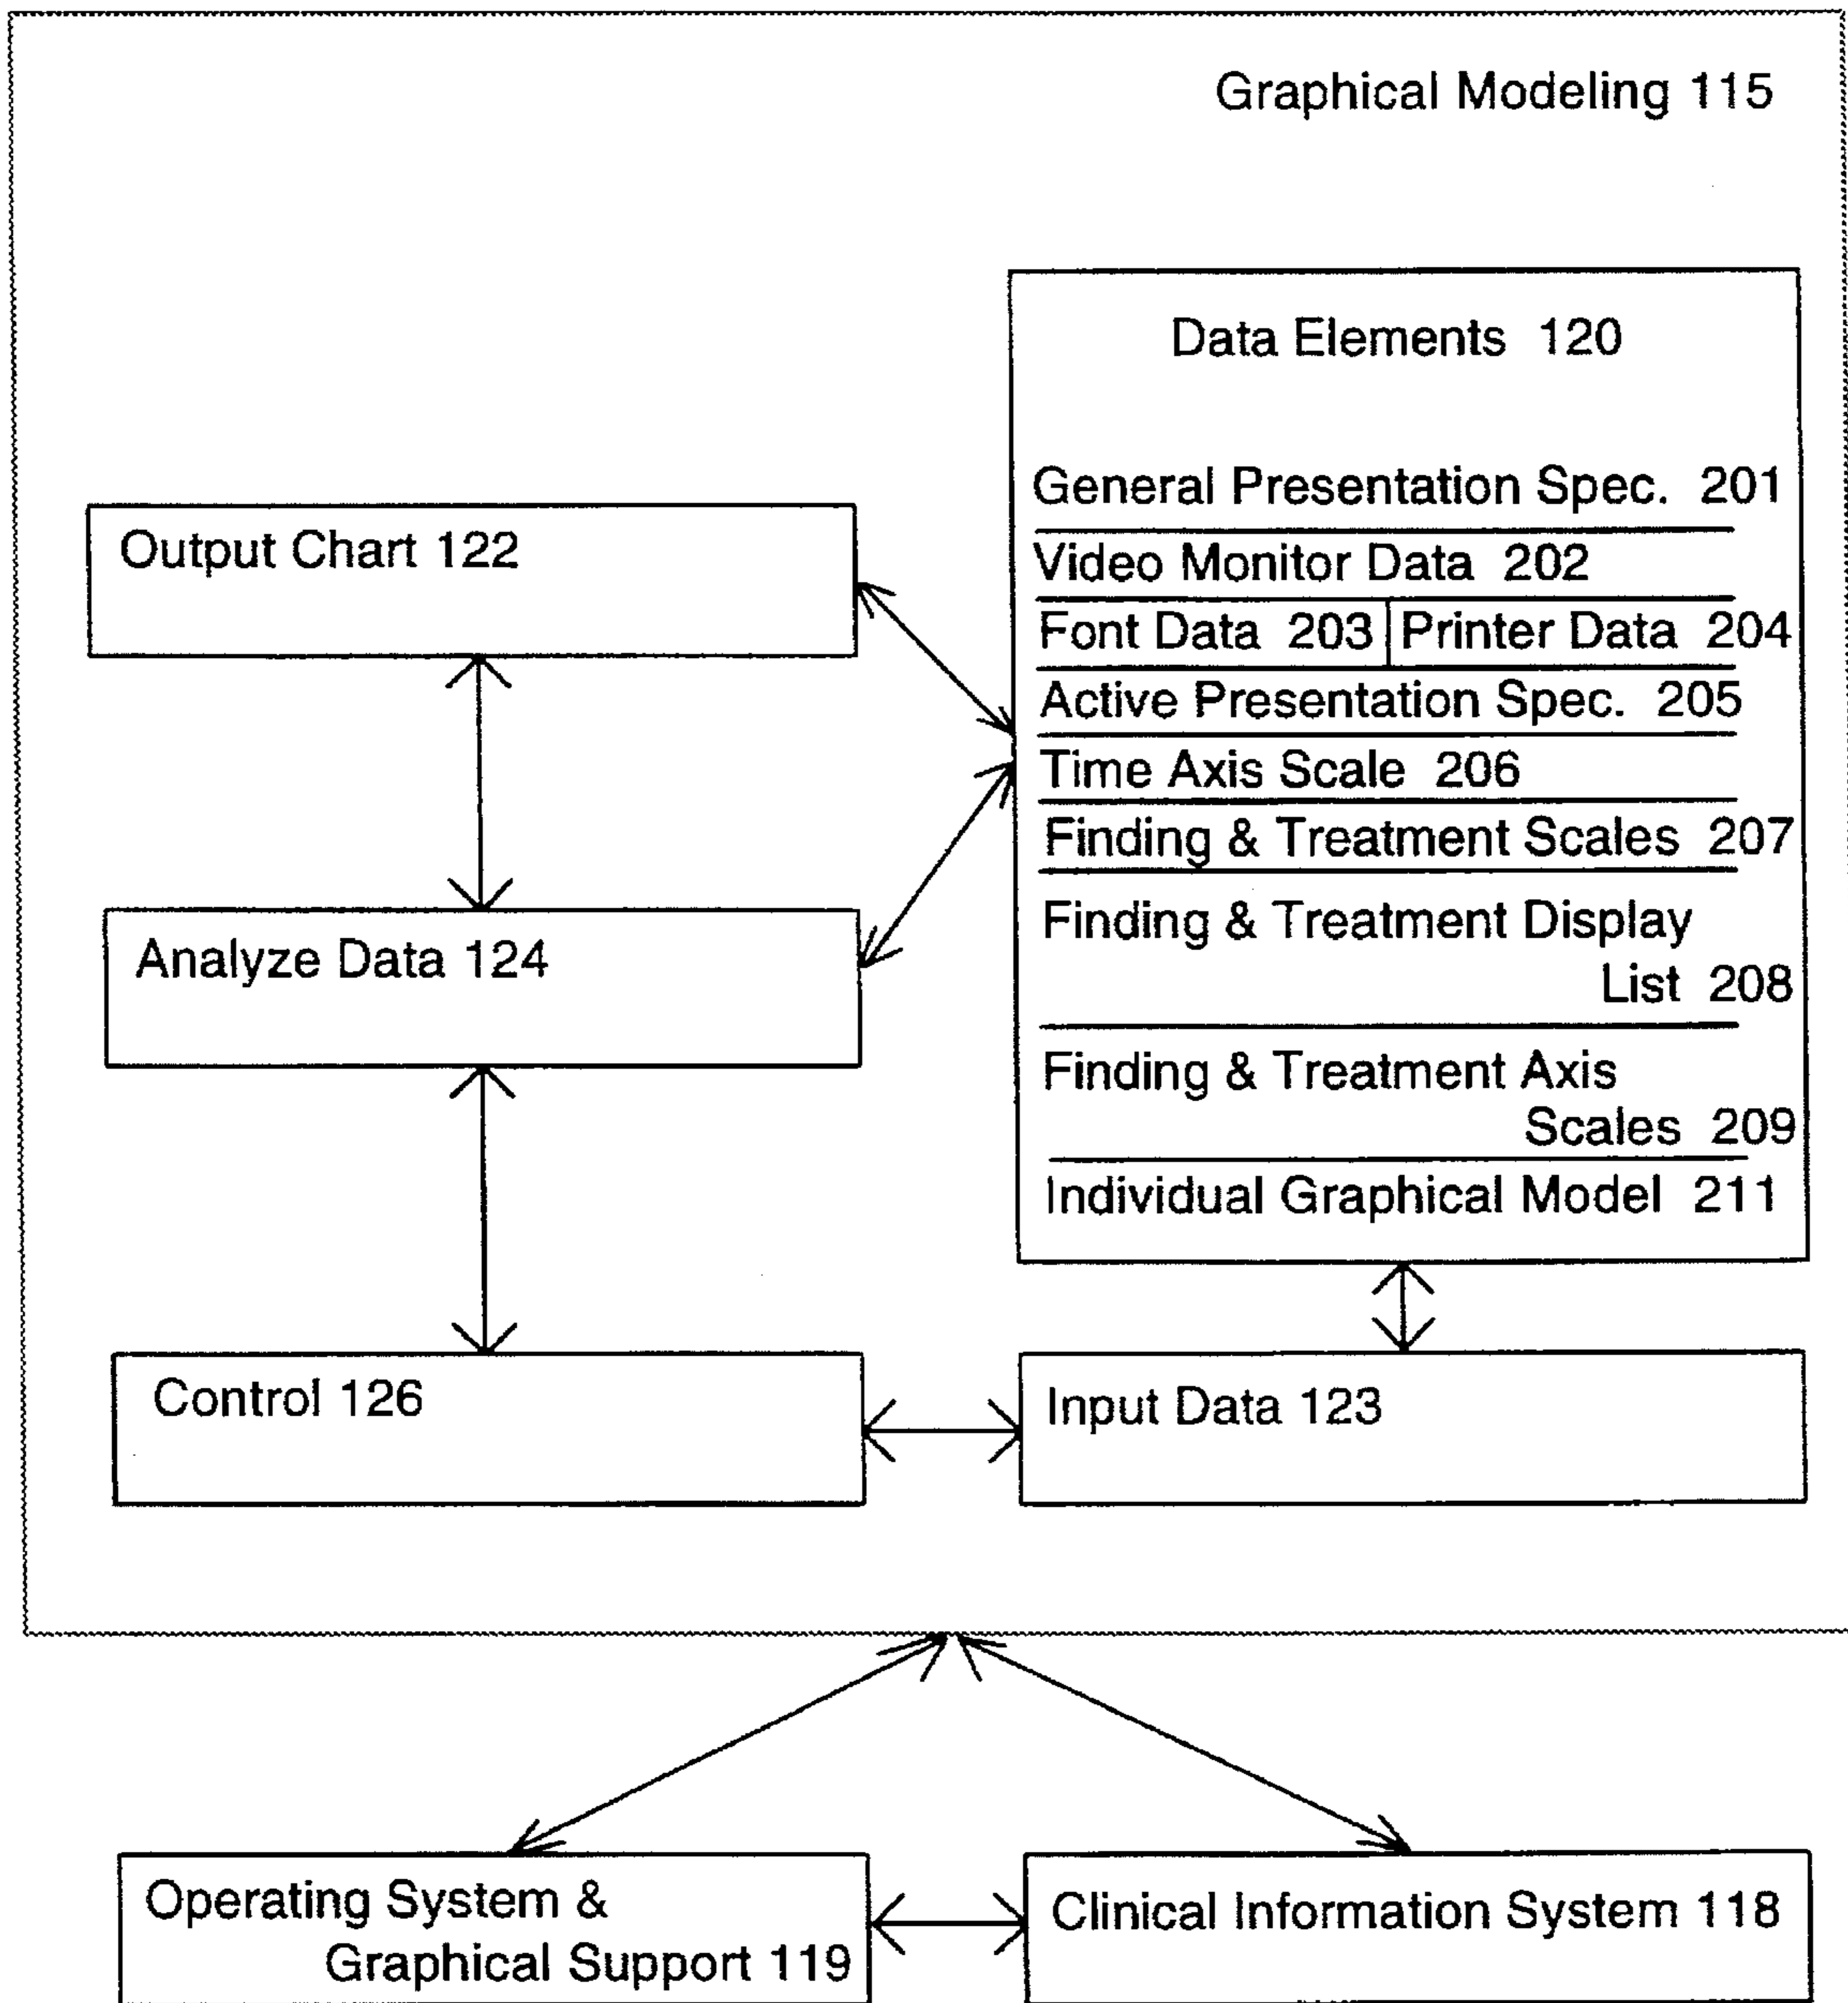 Graphical Modeling 115
Data Elements 120
General Presentation Spec. 201
Video Monitor Data 202
Font Data 203 Printer Data 204
Active Presentation Spec. 205
Time Axis Scale 206
Finding & Treatment Scales 207
Finding & Treatment Display
List 208
Finding & Treatment Axis
Scales 209
Individual Graphical Model 211
Output Chart 122
Analyze Data 124
Control 126
Input Data 123
Operating System &
Graphical Support 119
Clinical Information System 118